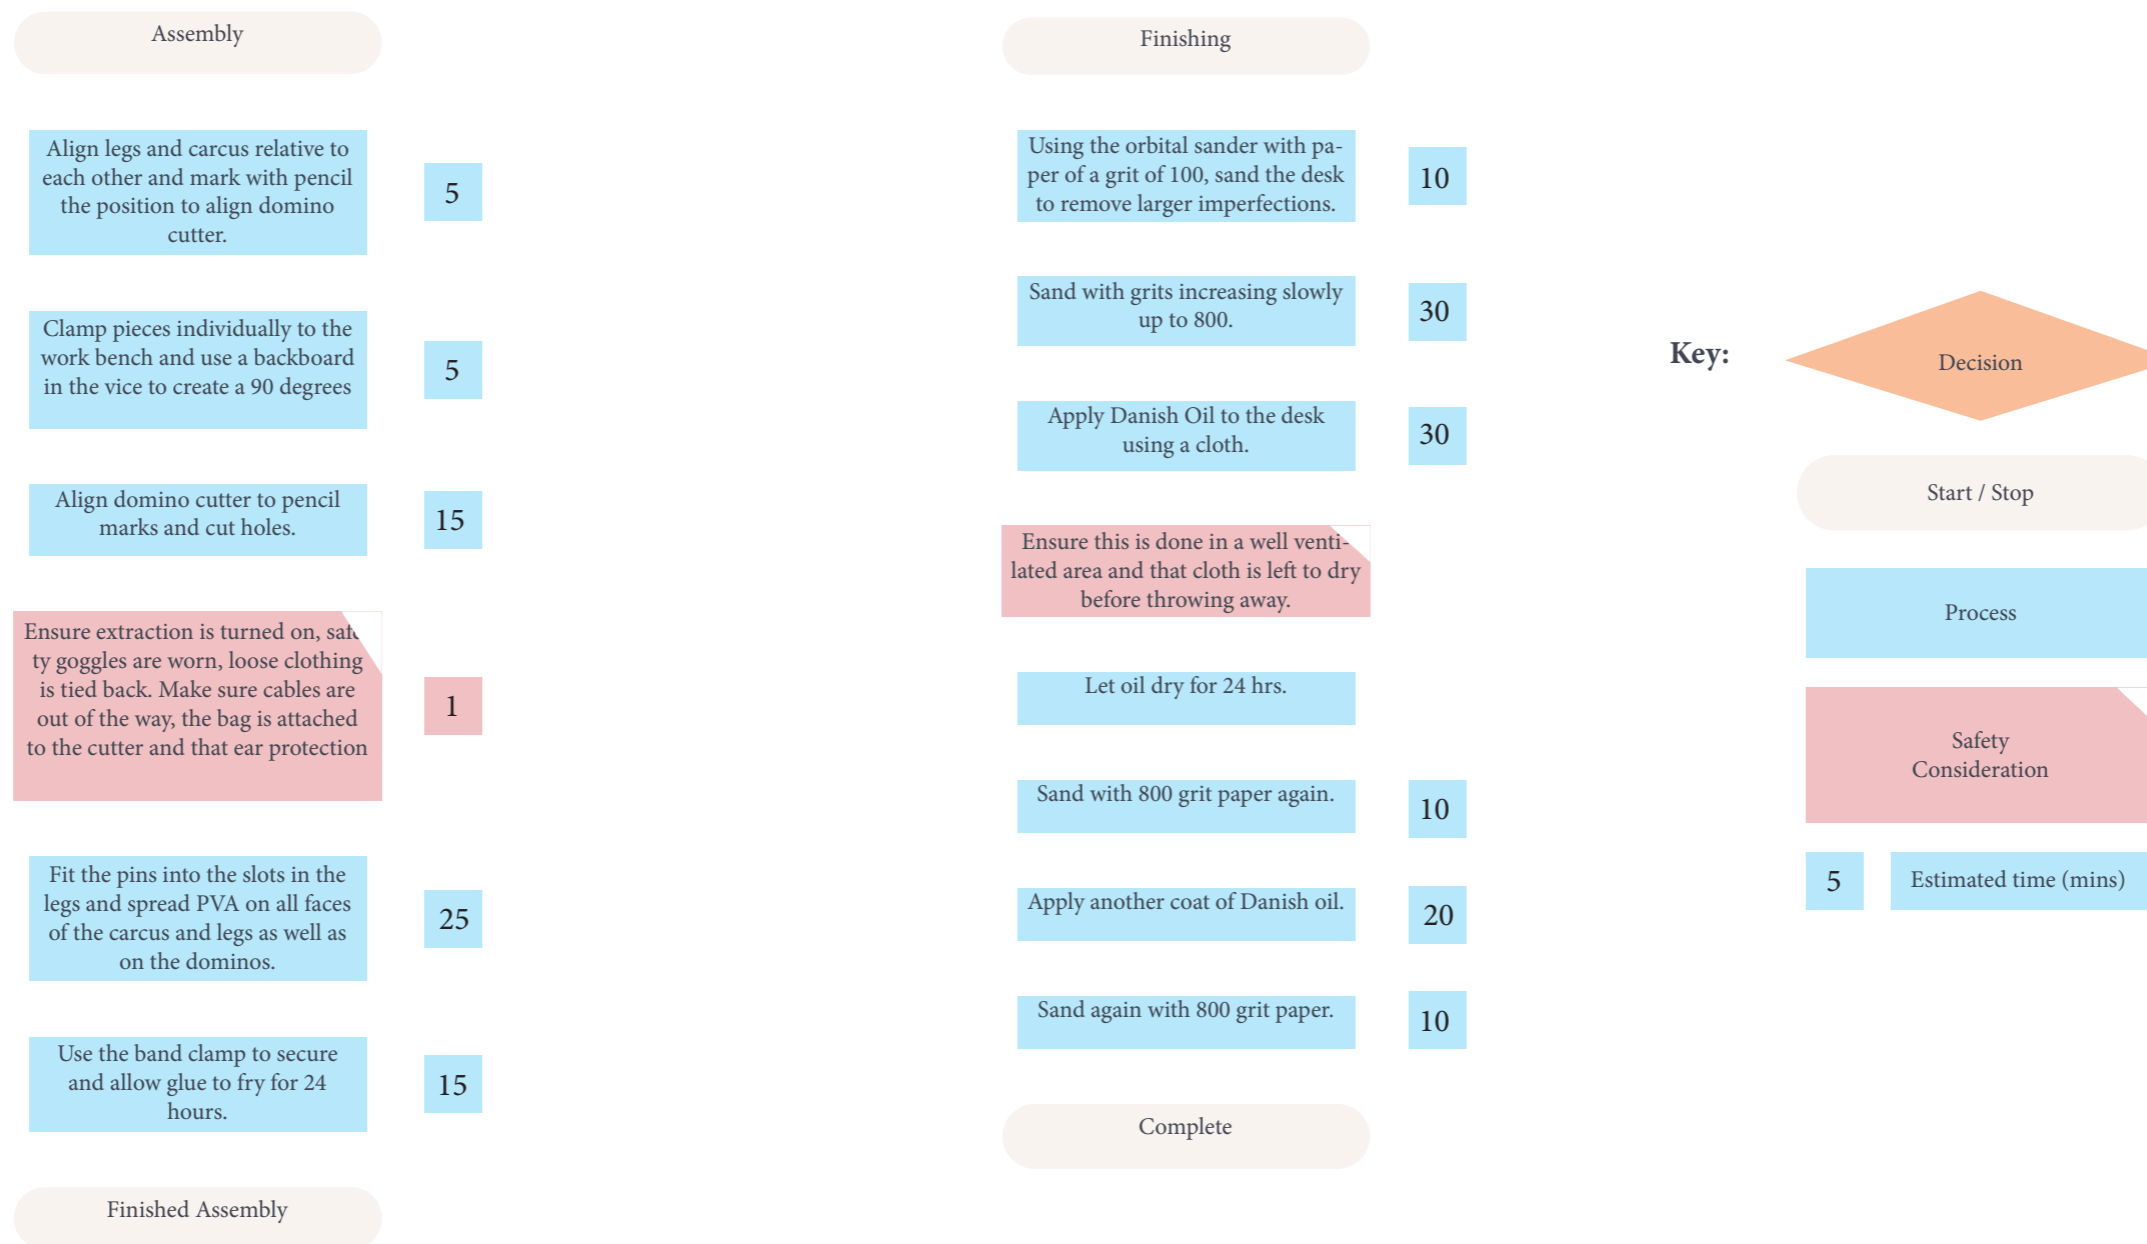 Assembly
Align legs and carcus relative to
each other and mark with pencil
the position to align domino
cutter.
5
Clamp pieces individually to the
work bench and use a backboard
in the vice to create a 90 degrees
5
Align domino cutter to pencil
marks and cut holes.
15
Ensure extraction is turned on, safe
ty goggles are worn, loose clothing
is tied back. Make sure cables are
out of the way, the bag is attached
to the cutter and that ear protection
1
Fit the pins into the slots in the
legs and spread PVA on all faces
of the carcus and legs as well as
on the dominos.
25
Use the band clamp to secure
and allow glue to fry for 24
hours.
15
Finished Assembly
Finishing
Using the orbital sander with pa-
per of a grit of 100, sand the desk
to remove larger imperfections.
10
Sand with grits increasing slowly
up to 800.
30
Apply Danish Oil to the desk
using a cloth.
30
Ensure this is done in a well venti-
lated area and that cloth is left to dry
before throwing away.
Let oil dry for 24 hrs.
Sand with 800 grit paper again.
10
Apply another coat of Danish oil.
20
Sand again with 800 grit paper.
10
Complete
Key:
Decision
Start / Stop
Process
Safety
Consideration
5
Estimated time (mins)